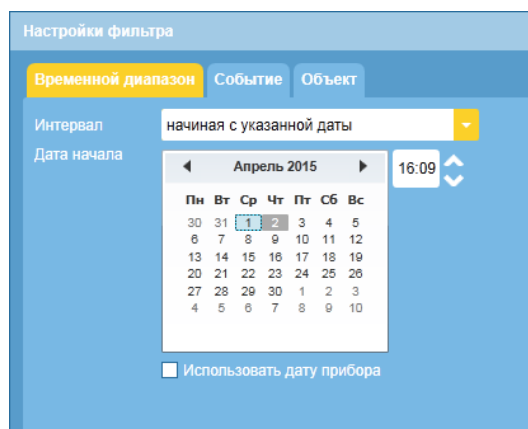 Настройки фильтра
Временной диапазон Событие Объект
Интервал начиная с указанной даты
Дата начала Апрель 2015 16:09
Пн Вт Ср Чт Пт Сб Вс
30 31 1 2 3 4 5
6 7 8 9 10 11 12
13 14 15 16 17 18 19
20 21 22 23 24 25 26
27 28 29 30 1 2 3
4 5 6 7 8 9 10
Использовать дату прибора